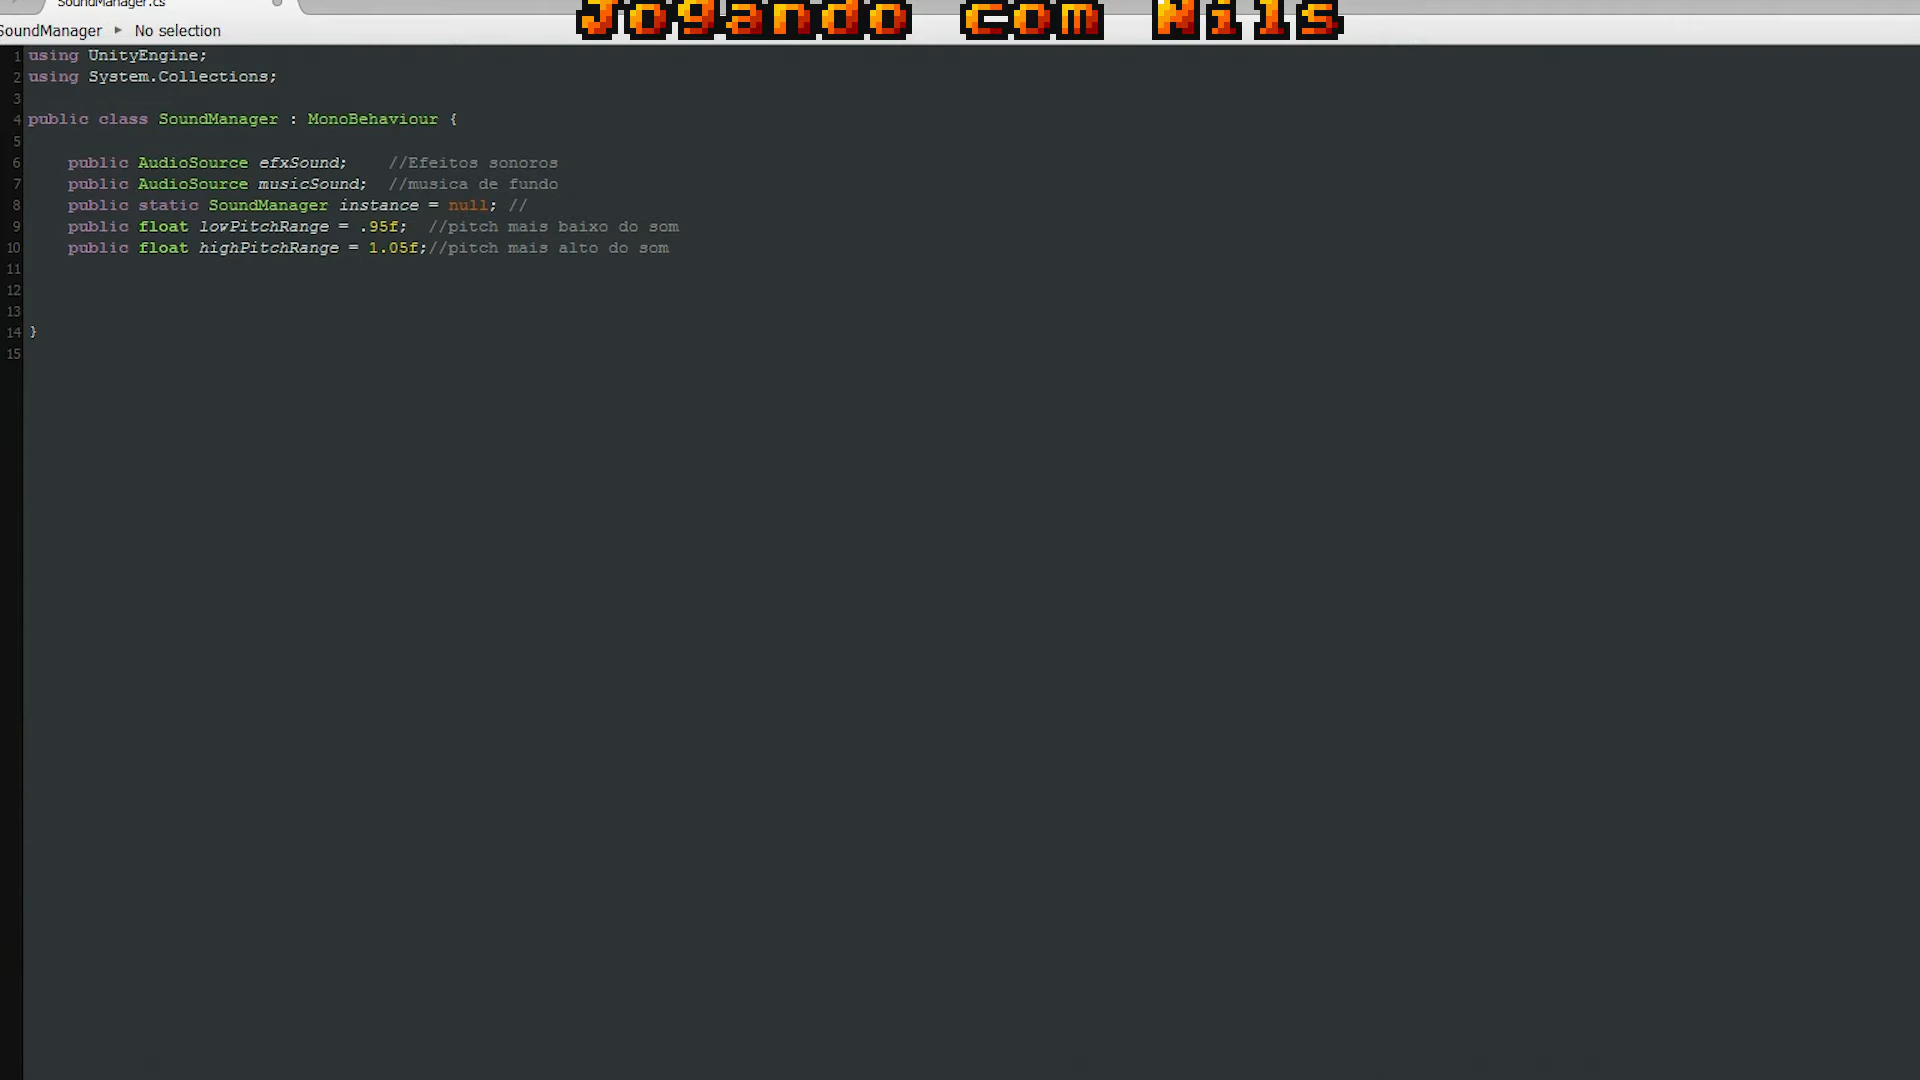 SoundManager.cs
Jogando com Nils
SoundManager ▸ No selection
1 using UnityEngine;
2 using System.Collections;
3
4 public class SoundManager : MonoBehaviour {
5
6 public AudioSource efxSound; //Efeitos sonoros
7 public AudioSource musicSound; //musica de fundo
8 public static SoundManager instance = null; //
9 public float lowPitchRange = .95f; //pitch mais baixo do som
10 public float highPitchRange = 1.05f;//pitch mais alto do som
11
12
13
14 }
15